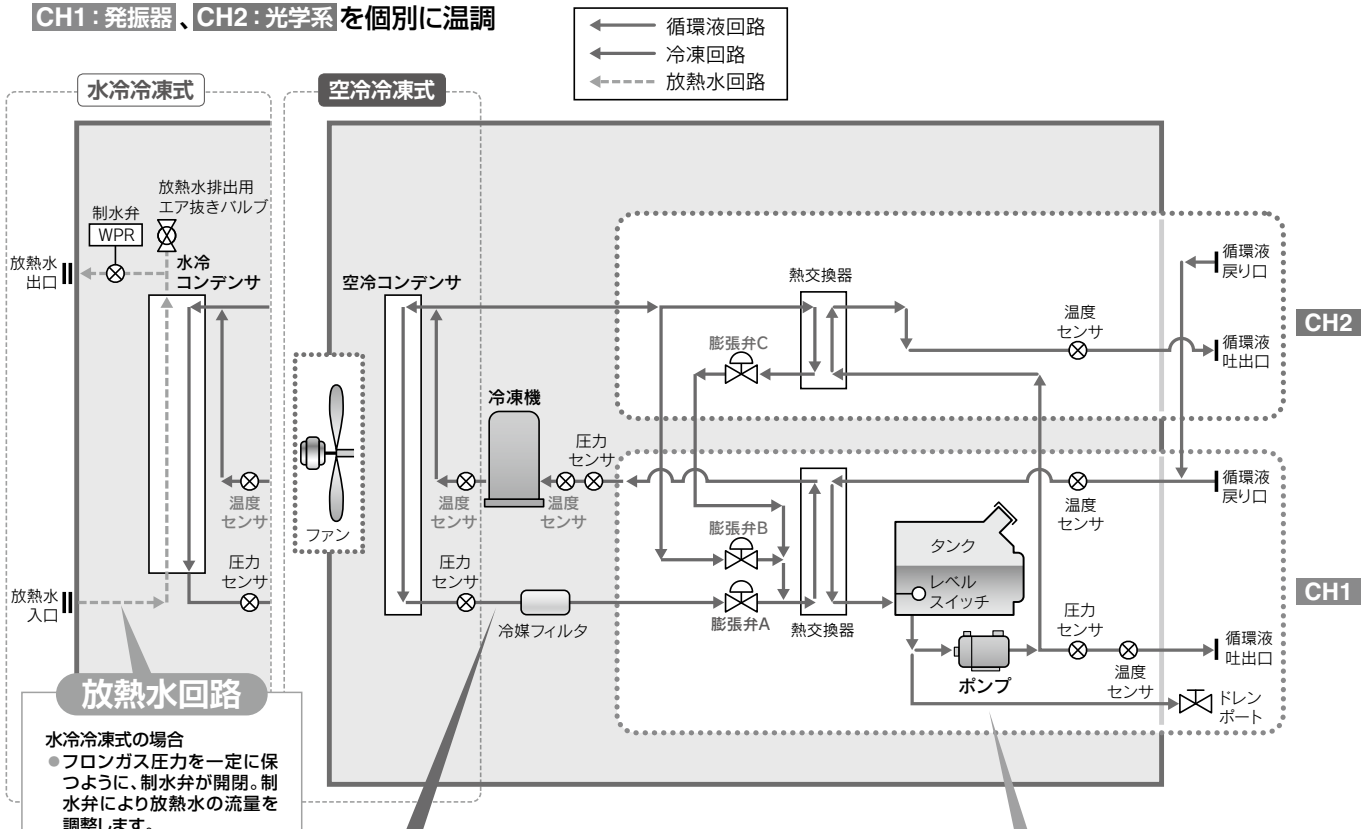 CH1：発振器、CH2：光学系を個別に温調
循環液回路
冷凍回路
放熱水回路
水冷冷凍式
空冷冷凍式
放熱水排出用
エア抜きバルブ
制水弁
WPR
放熱水
出口
水冷
コンデンサ
温度
センサ
圧力
センサ
放熱水
入口
空冷コンデンサ
ファン
冷凍機
温度
センサ
温度
センサ
圧力
センサ
圧力
センサ
冷媒フィルタ
熱交換器
膨張弁C
温度
センサ
循環液
戻り口
循環液
吐出口
CH2
膨張弁B
膨張弁A
熱交換器
温度
センサ
循環液
戻り口
タンク
レベル
スイッチ
ポンプ
圧力
センサ
温度
センサ
循環液
吐出口
ドレン
ポート
CH1
放熱水回路
水冷冷凍式の場合
●フロンガス圧力を一定に保
つように、制水弁が開閉。制
水弁により放熱水の流量を
調整します。